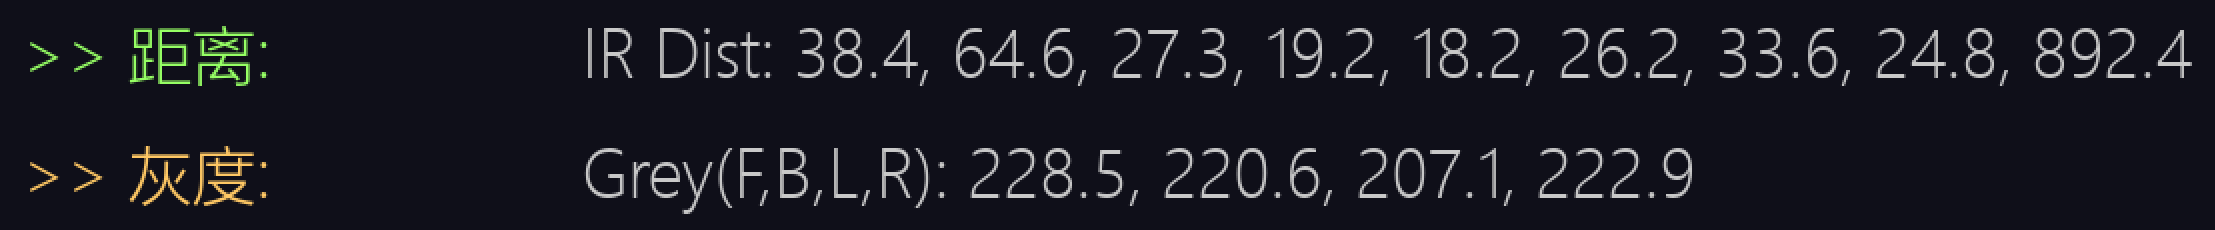 >> 距离: IR Dist: 38.4, 64.6, 27.3, 19.2, 18.2, 26.2, 33.6, 24.8, 892.4
>> 灰度: Grey(F,B,L,R): 228.5, 220.6, 207.1, 222.9